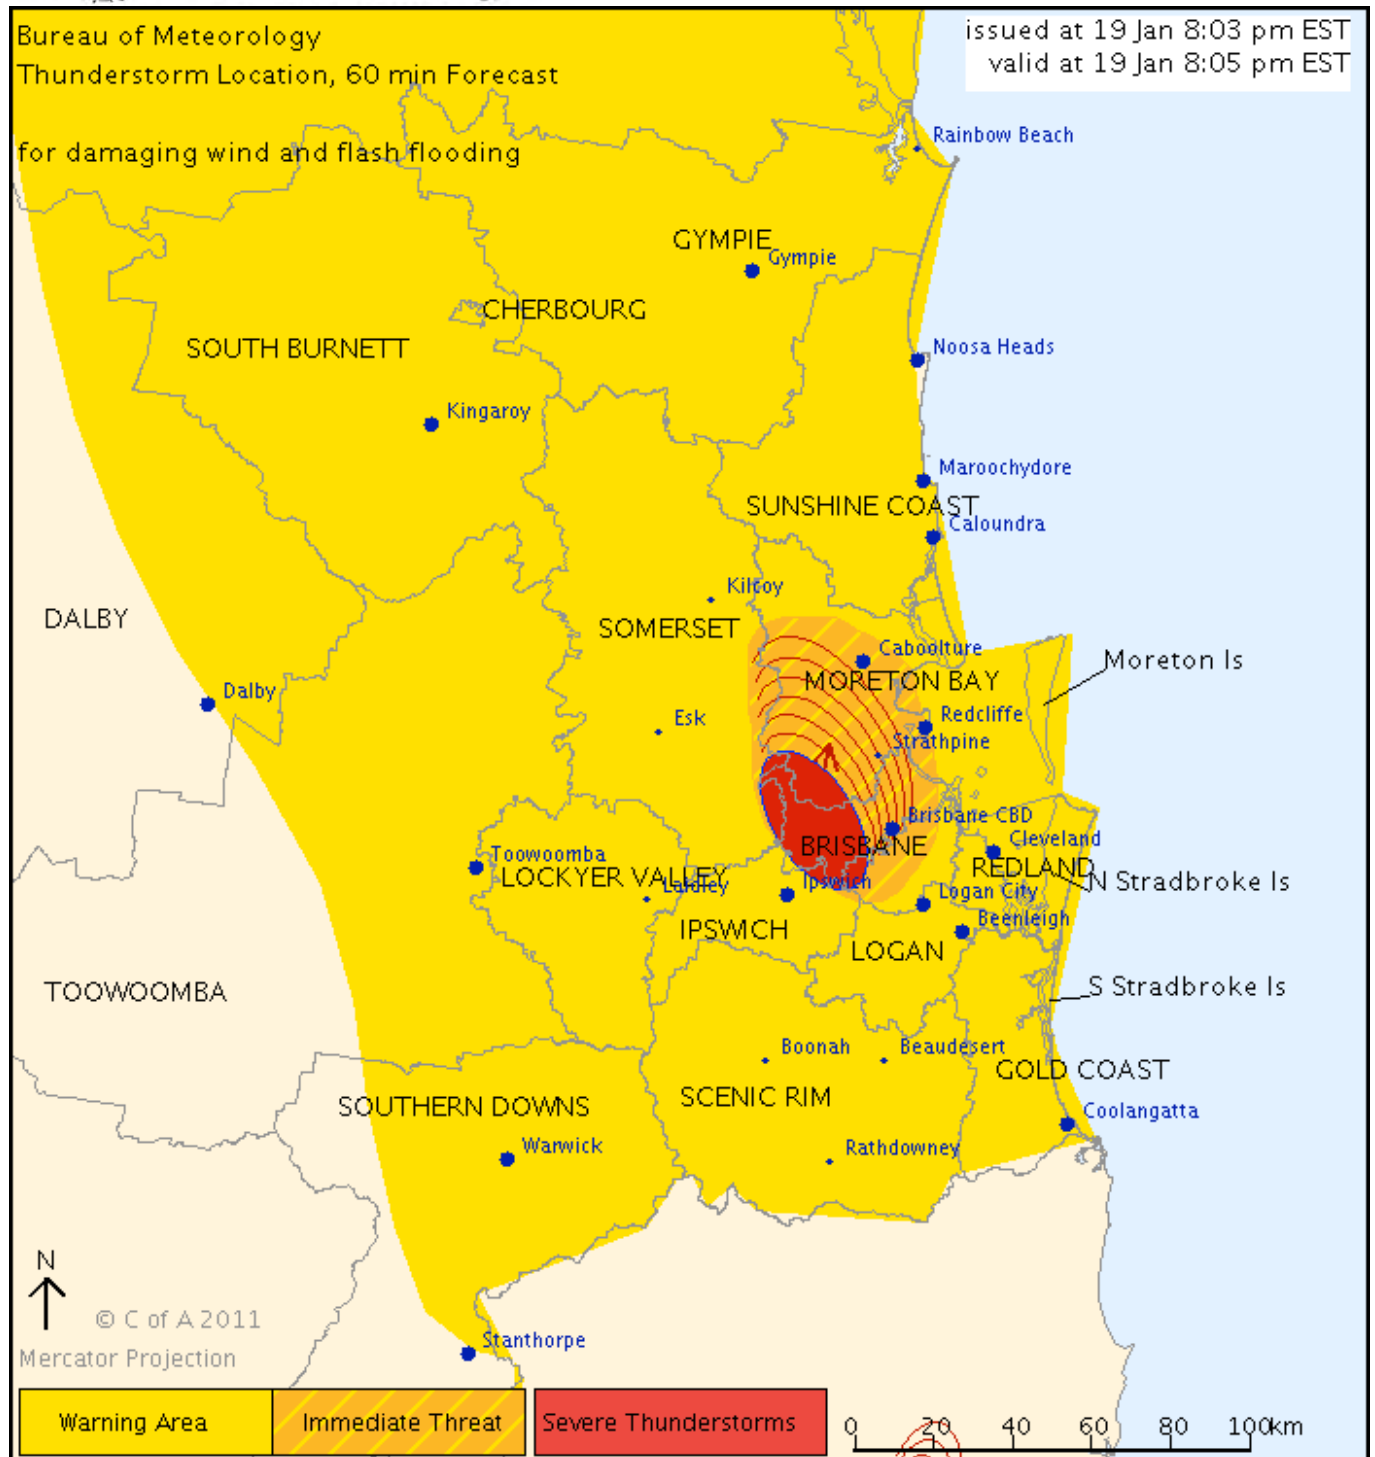 Bureau of Meteorology
issued at 19 Jan 8:03 pm EST
Thunderstorm Location, 60 min Forecast
valid at 19 Jan 8:05 pm EST
for damaging wind and flash flooding
Rainbow Beach
GYMPIE
Gympie
CHERBOURG
SOUTH BURNETT
Noosa Heads
Kingaroy
Maroochydore
SUNSHINE COAST
Caloundra
Kilcoy
DALBY
SOMERSET
Caboolture
Moreton Is
MORETON BAY
Dalby
Esk
Redcliffe
Strathpine
Brisbane CBD
BRISBANE
Cleveland
Toowoomba
REDLAND
LOCKYER VALLEY
Laidley
Ipswich
N Stradbroke Is
Logan City
Beenleigh
IPSWICH
LOGAN
TOOWOOMBA
S Stradbroke Is
Boonah
Beaudesert
GOLD COAST
SCENIC RIM
SOUTHERN DOWNS
Coolangatta
Warwick
Rathdowney
N
© C of A 2011
Stanthorpe
Mercator Projection
Warning Area
Immediate Threat
Severe Thunderstorms
0 20 40 60 80 100km